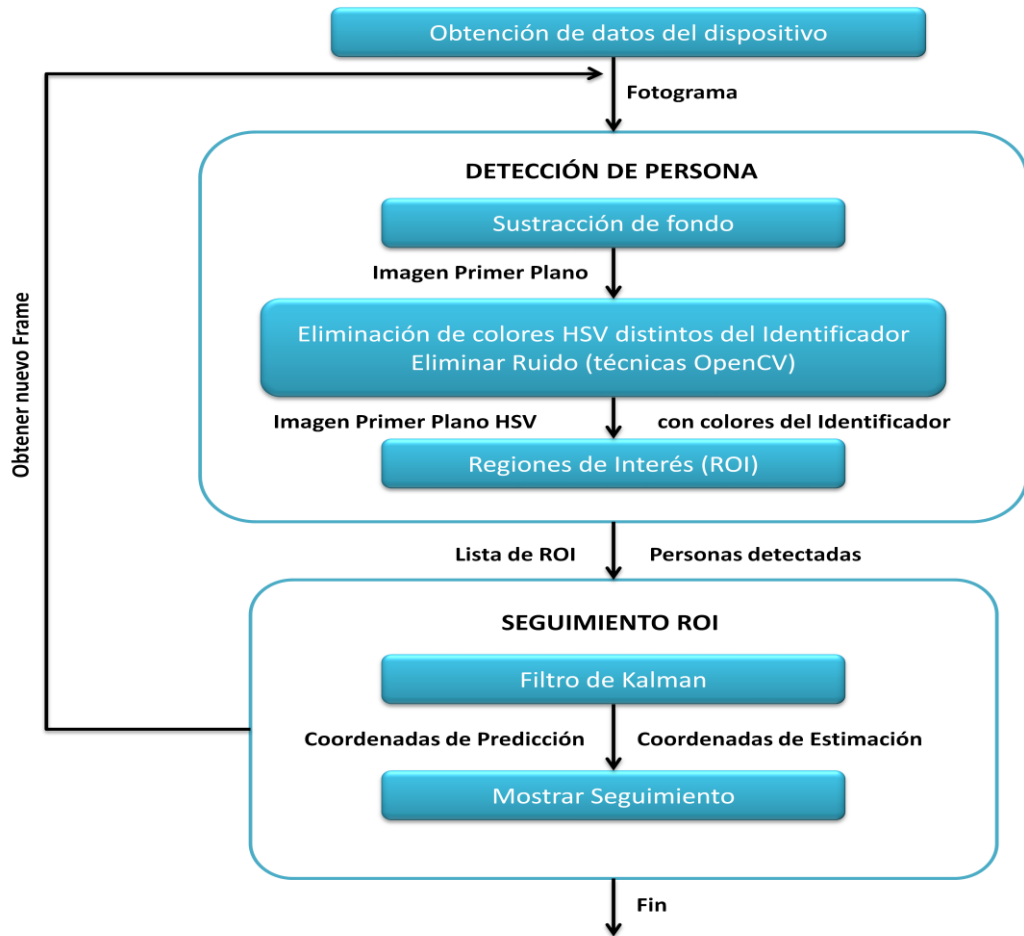 Obtención de datos del dispositivo
Fotograma
DETECCIÓN DE PERSONA
Sustracción de fondo
Imagen Primer Plano
Eliminación de colores HSV distintos del Identificador
Eliminar Ruido (técnicas OpenCV)
Imagen Primer Plano HSV con colores del Identificador
Regiones de Interés (ROI)
Obtener nuevo Frame
Lista de ROI Personas detectadas
SEGUIMIENTO ROI
Filtro de Kalman
Coordenadas de Predicción Coordenadas de Estimación
Mostrar Seguimiento
Fin